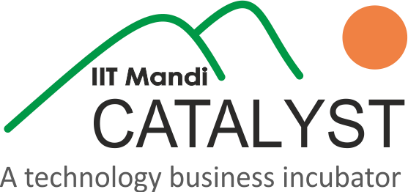 IIT Mandi
CATALYST
A technology business incubator